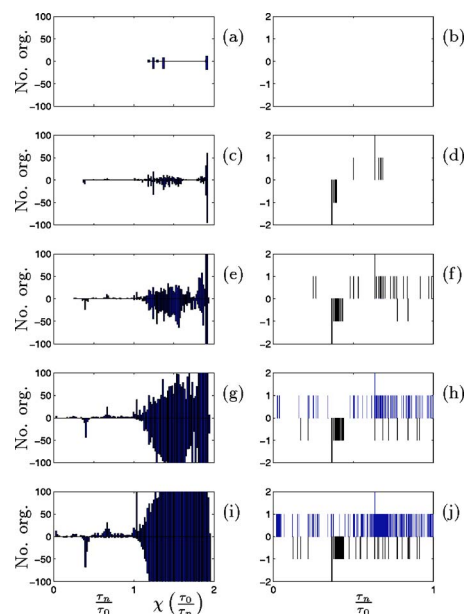 100 2
50 (a) 1 (b)
No. org. 0 0
−50 −1
−100 −2
100 2
50 (c) 1 (d)
No. org. 0 0
−50 −1
−100 −2
100 2
50 (e) 1 (f)
No. org. 0 0
−50 −1
−100 −2
100 2
50 (g) 1 (h)
No. org. 0 0
−50 −1
−100 −2
100 2
50 (i) 1 (j)
No. org. 0 0
−50 −1
−100 −2
0 1 2 0 1
τn/τ0 χ(τ0/τn) τn/τ0